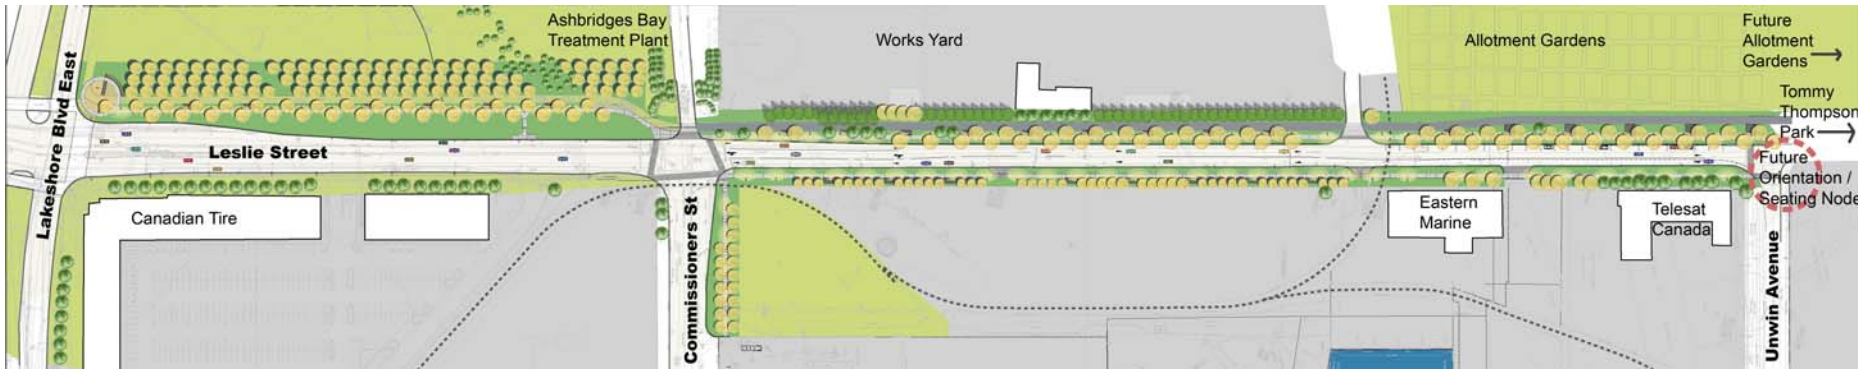 Ashbridges Bay
Treatment Plant
Works Yard
Allotment Gardens
Future
Allotment
Gardens
Tommy
Thompson
Park
Lakeshore Blvd East
Leslie Street
Future
Orientation /
Seating Node
Canadian Tire
Commissioners St
Eastern
Marine
Telesat
Canada
Unwin Avenue